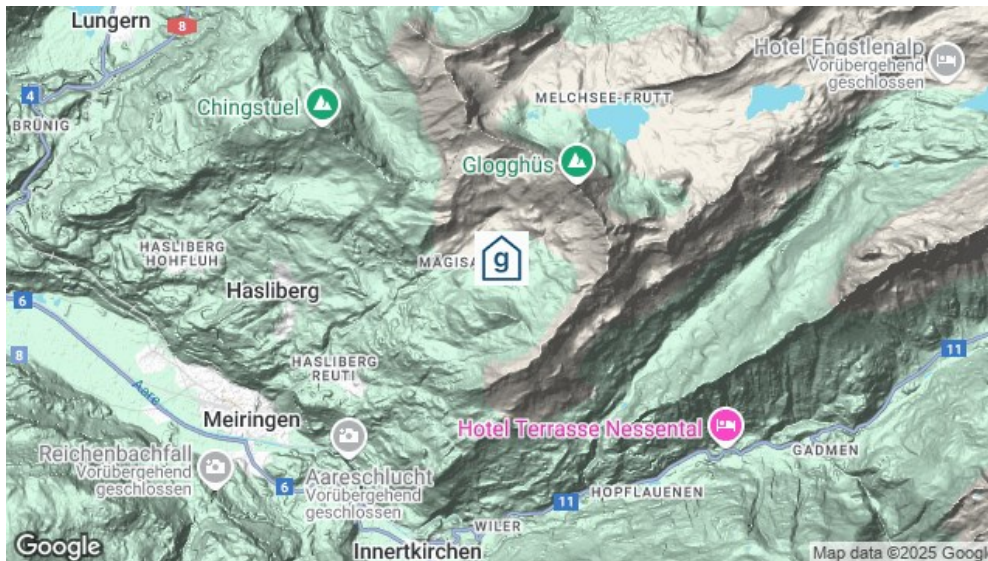 Lungern
8
Hotel Engstlenalp
Vorübergehend
geschlossen
4
BRÜNIG
Chingstuel
MELCHSEE-FRUTT
Glogghüs
HASLIBERG
HOHFLUH
MÄGISA
g
Hasliberg
6
8
11
HASLIBERG
REUTI
Aare
Meiringen
Hotel Terrasse Nessental
GADMEN
Reichenbachfall
Vorübergehend
geschlossen
Aareschlucht
Vorübergehend
geschlossen
6
HOPFLAUENEN
11
WILER
Innertkirchen
Google
Map data ©2025 Google